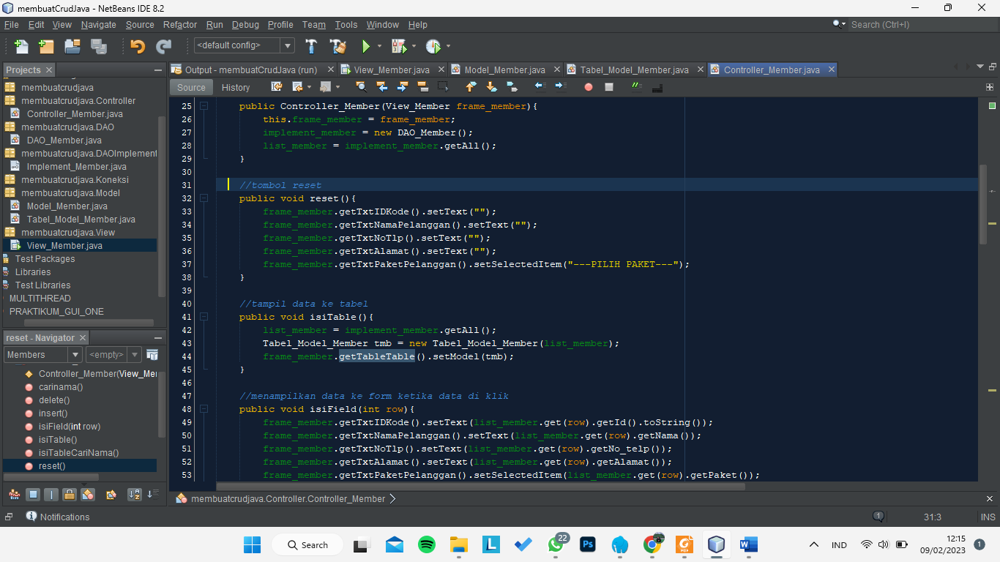 membuatCrudJava - NetBeans IDE 8.2
File Edit View Navigate Source Refactor Run Debug Profile Team Tools Window Help
Search (Ctrl+I)
<default config>
Projects
Output - membuatCrudJava (run) View_Member.java Model_Member.java Tabel_Model_Member.java Controller_Member.java
Source History
membuatcrudjava
membuatcrudjava.Controller
Controller_Member.java
membuatcrudjava.DAO
DAO_Member.java
membuatcrudjava.DAOImplement
Implement_Member.java
membuatcrudjava.Koneksi
membuatcrudjava.Model
Model_Member.java
Tabel_Model_Member.java
membuatcrudjava.View
View_Member.java
Test Packages
Libraries
Test Libraries
MULTITHREAD
PRAKTIKUM_GUI_ONE
reset - Navigator
Members <empty>
Controller_Member(View_Mer
carinama()
delete()
insert()
isiField(int row)
isiTable()
isiTableCariNama()
reset()
25 public Controller_Member(View_Member frame_member){
26 this.frame_member = frame_member;
27 implement_member = new DAO_Member();
28 list_member = implement_member.getAll();
29 }
30
31 //tombol reset
32 public void reset(){
33 frame_member.getTxtIDKode().setText("");
34 frame_member.getTxtNamaPelanggan().setText("");
35 frame_member.getTxtNoTlp().setText("");
36 frame_member.getTxtAlamat().setText("");
37 frame_member.getTxtPaketPelanggan().setSelectedItem("---PILIH PAKET---");
38 }
39
40 //tampil data ke tabel
41 public void isiTable(){
42 list_member = implement_member.getAll();
43 Tabel_Model_Member tmb = new Tabel_Model_Member(list_member);
44 frame_member.getTableTable().setModel(tmb);
45 }
46
47 //menampilkan data ke form ketika data di klik
48 public void isiField(int row){
49 frame_member.getTxtIDKode().setText(list_member.get(row).getId().toString());
50 frame_member.getTxtNamaPelanggan().setText(list_member.get(row).getNama());
51 frame_member.getTxtNoTlp().setText(list_member.get(row).getNo_telp());
52 frame_member.getTxtAlamat().setText(list_member.get(row).getAlamat());
53 frame_member.getTxtPaketPelanggan().setSelectedItem(list_member.get(row).getPaket());
membuatcrudjava.Controller.Controller_Member
Notifications
1
31:3
INS
Search
22
IND
12:15
09/02/2023
1